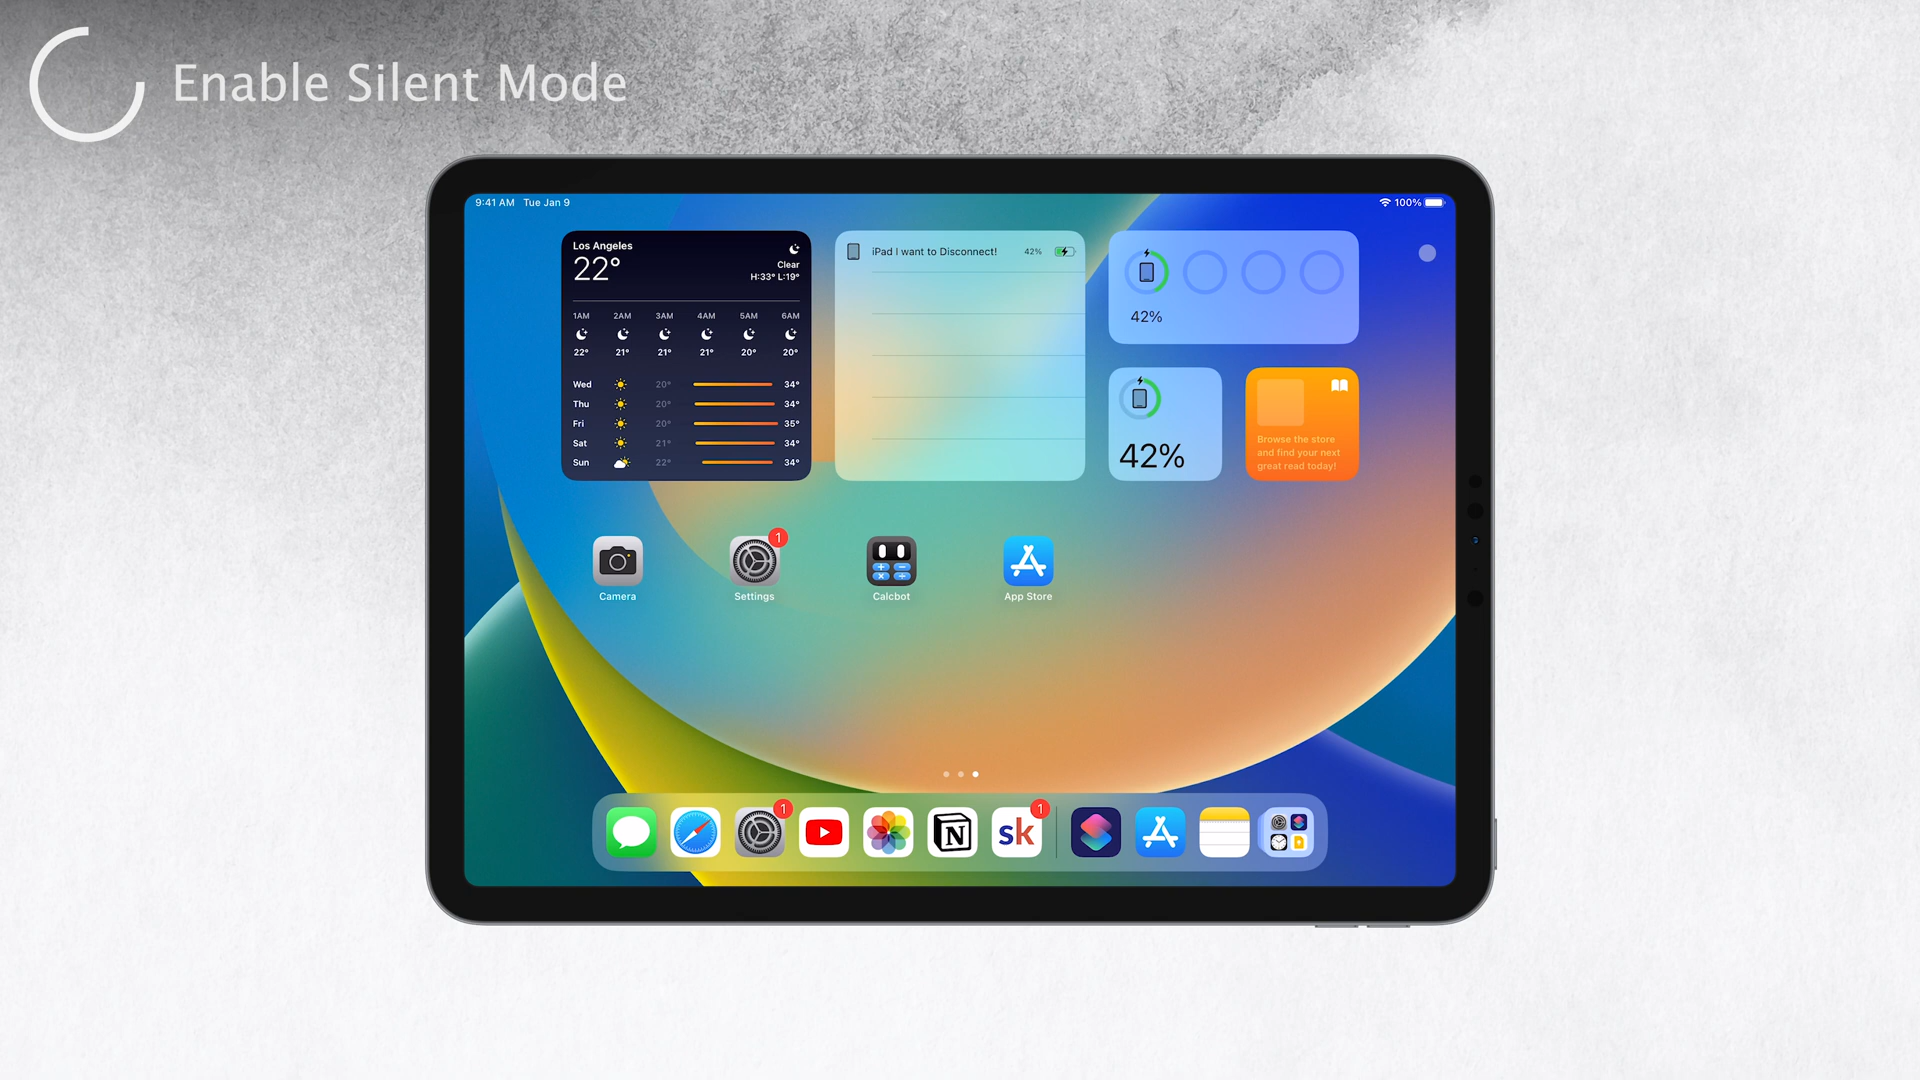 Enable Silent Mode
9:41 AM Tue Jan 9
100%
Los Angeles
22°
Clear
H:33° L:19°
1AM 2AM 3AM 4AM 5AM 6AM
22° 21° 21° 21° 20° 20°
Wed 20° 34°
Thu 20° 34°
Fri 20° 35°
Sat 21° 34°
Sun 22° 34°
iPad I want to Disconnect! 42%
42%
42%
Browse the store
and find your next
great read today!
1
Camera Settings Calcbot App Store
1
N
sk
1